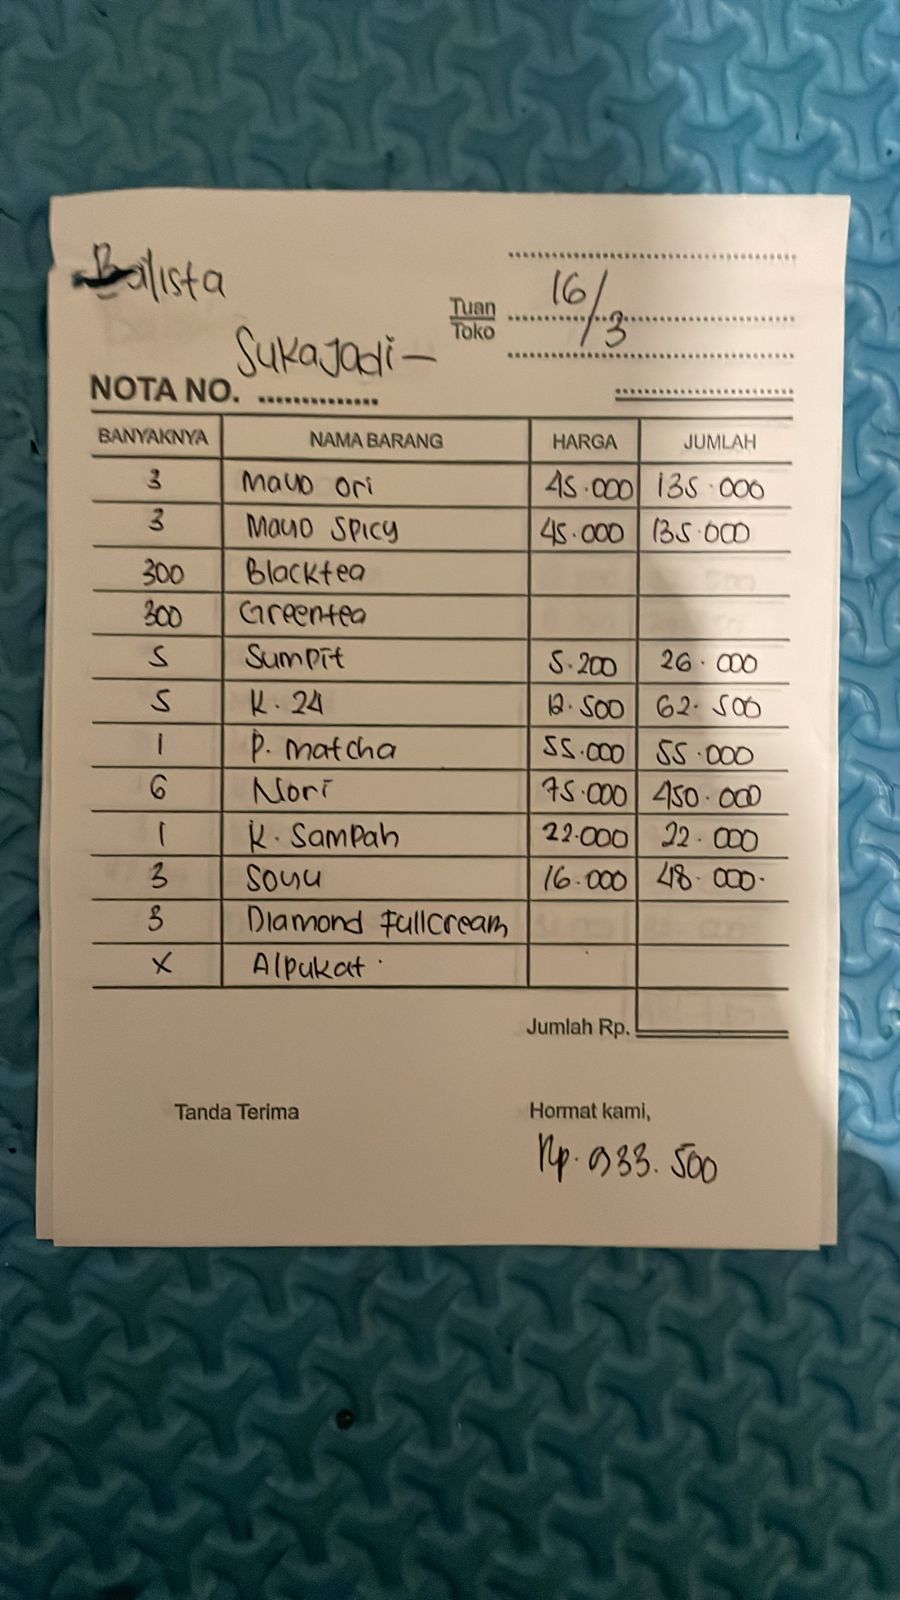 Balista
16/3
Tuan
Toko
Sukajadi -
NOTA NO. ..............
BANYAKNYA NAMA BARANG HARGA JUMLAH
3 Mayo Ori 45.000 135.000
3 Mayo Spicy 45.000 135.000
300 Blacktea
300 Greentea
5 Sumpit 5.200 26.000
5 K. 24 12.500 62.500
1 P. matcha 55.000 55.000
6 Nori 75.000 450.000
1 K. Sampah 22.000 22.000
3 Soyu 16.000 48.000.
3 Diamond Fullcream
X Alpukat
Jumlah Rp.
Tanda Terima Hormat kami,
Rp. 933.500